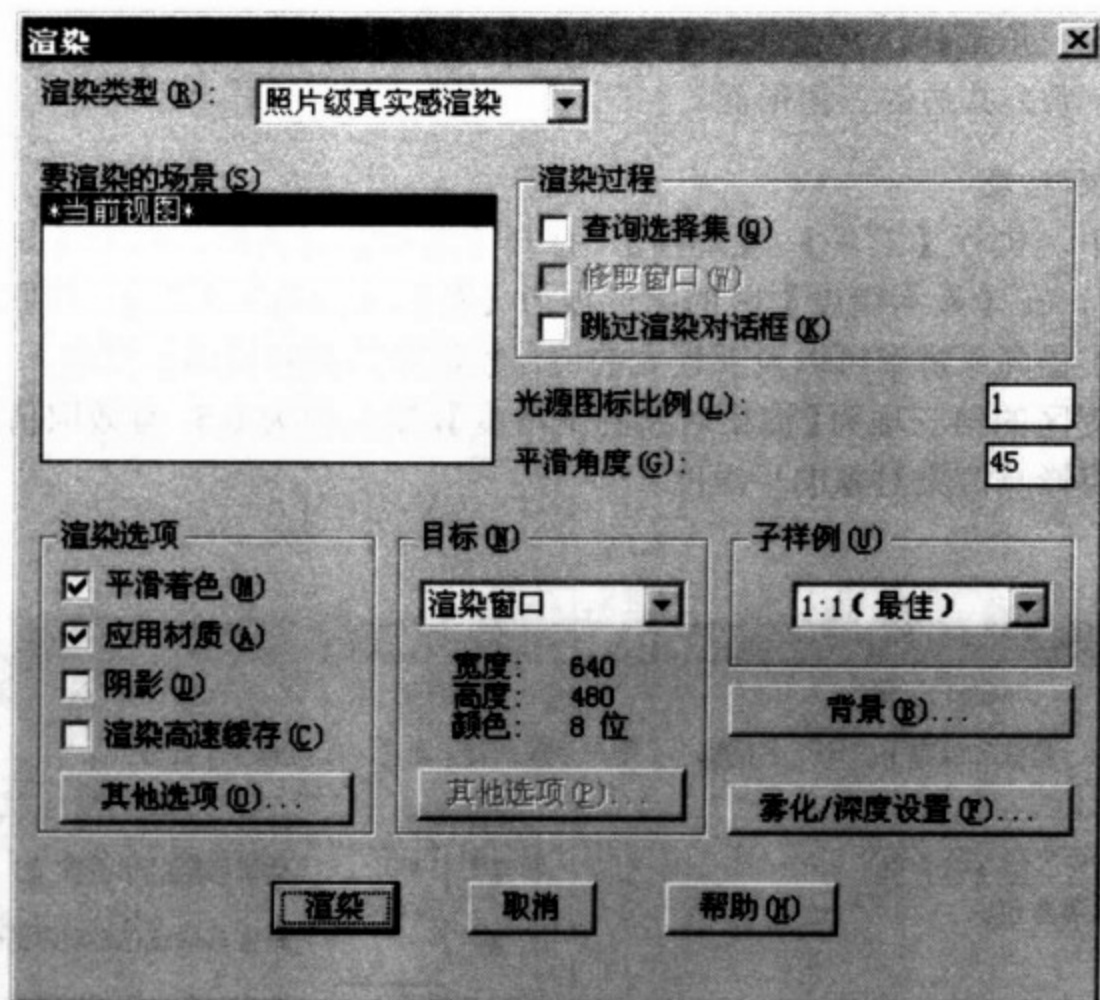 渲染
渲染类型(R):
照片级真实感渲染
要渲染的场景(S)
*当前视图*
渲染过程
查询选择集(Q)
修剪窗口(W)
跳过渲染对话框(K)
光源图标比例(L):
1
平滑角度(G):
45
渲染选项
平滑着色(M)
应用材质(A)
阴影(D)
渲染高速缓存(C)
其他选项(O)...
目标(N)
渲染窗口
宽度: 640
高度: 480
颜色: 8 位
其他选项(P)...
子样例(U)
1:1(最佳)
背景(B)...
雾化/深度设置(F)...
渲染
取消
帮助(H)